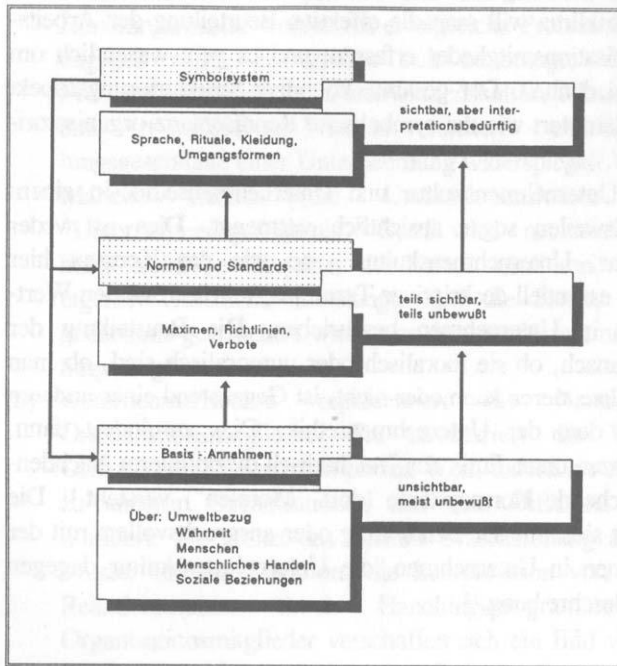 Symbolsystem
Sprache, Rituale, Kleidung,
Umgangsformen
sichtbar, aber inter-
pretationsbedürftig
Normen und Standards
Maximen, Richtlinien,
Verbote
teils sichtbar,
teils unbewußt
Basis - Annahmen
Über: Umweltbezug
Wahrheit
Menschen
Menschliches Handeln
Soziale Beziehungen
unsichtbar,
meist unbewußt